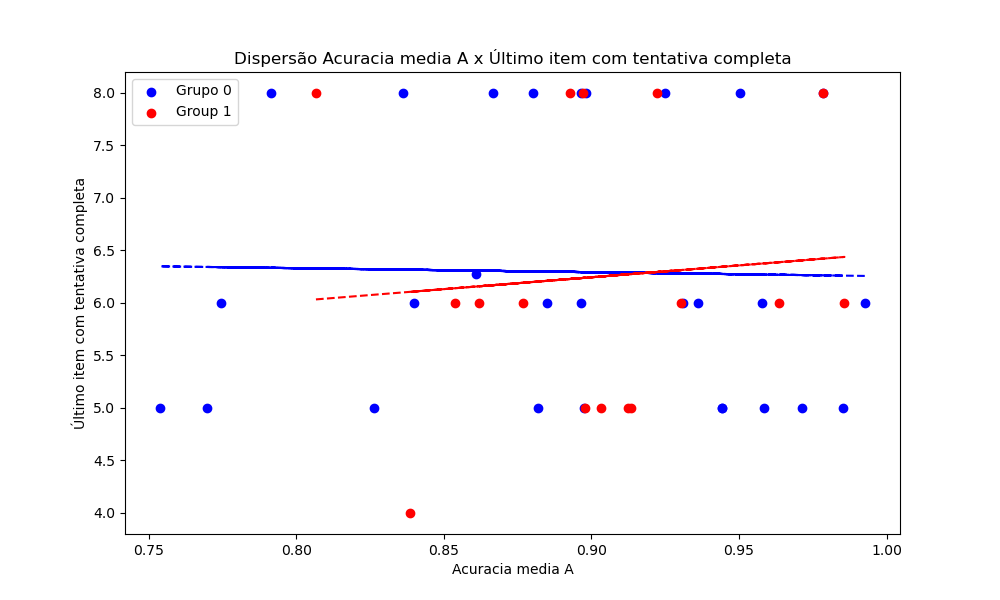 Dispersão Acuracia media A x Último item com tentativa completa
Grupo 0
Group 1
Último item com tentativa completa
8.0
7.5
7.0
6.5
6.0
5.5
5.0
4.5
4.0
0.75 0.80 0.85 0.90 0.95 1.00
Acuracia media A